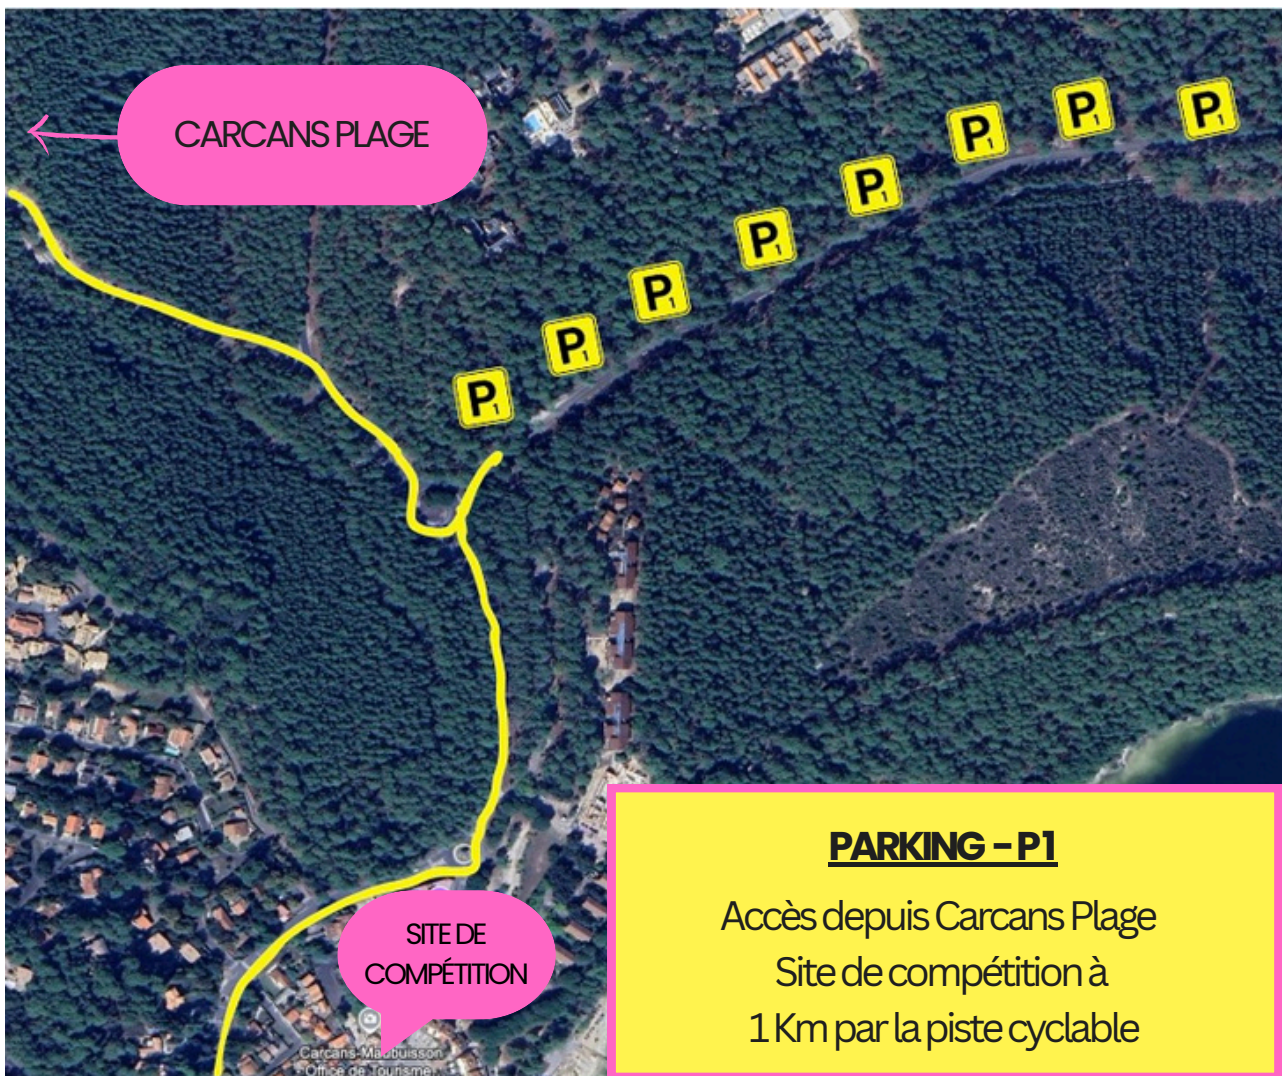 CARCANS PLAGE
P1
P1
P1
P1
P1
P1
P1
P1
SITE DE
COMPÉTITION
Carcans-Maubuisson
Office de Tourisme
PARKING - P1
Accès depuis Carcans Plage
Site de compétition à
1 Km par la piste cyclable